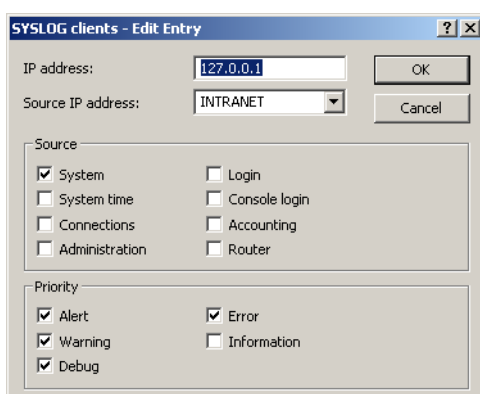 SYSLOG clients - Edit Entry
IP address: 127.0.0.1 OK
Source IP address: INTRANET Cancel
Source
System Login
System time Console login
Connections Accounting
Administration Router
Priority
Alert Error
Warning Information
Debug